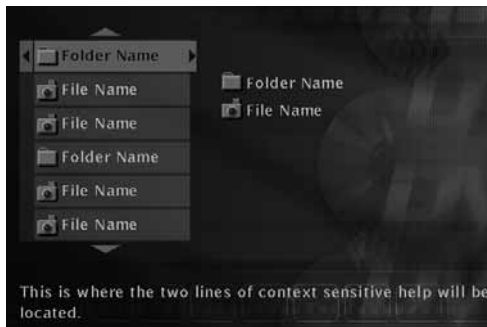 Folder Name
File Name
File Name
Folder Name
File Name
File Name
Folder Name
File Name
This is where the two lines of context sensitive help will be
located.